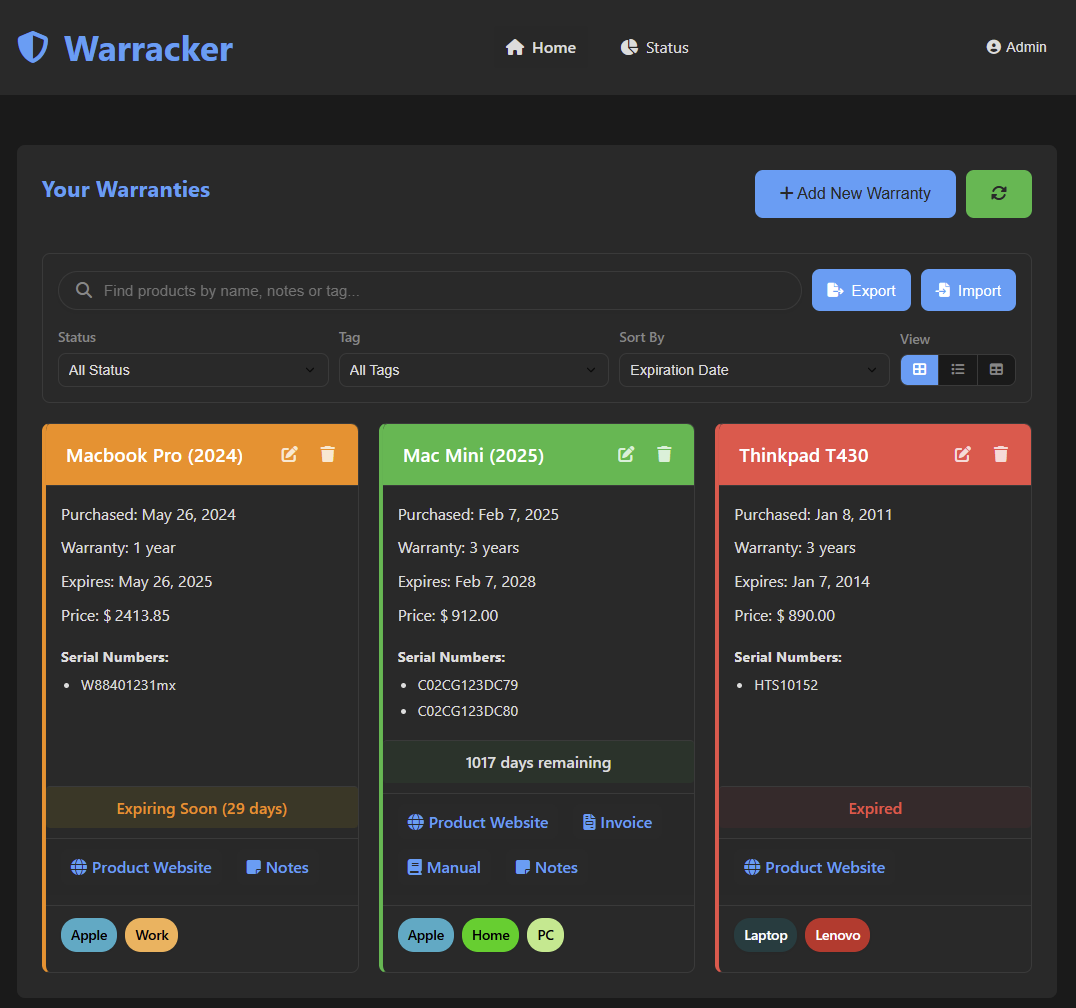 Warracker
Home
Status
Admin
Your Warranties
+ Add New Warranty
Find products by name, notes or tag...
Export
Import
Status
Tag
Sort By
View
All Status
All Tags
Expiration Date
Macbook Pro (2024)
Purchased: May 26, 2024
Warranty: 1 year
Expires: May 26, 2025
Price: $ 2413.85
Serial Numbers:
• W88401231mx
Expiring Soon (29 days)
Product Website
Notes
Apple
Work
Mac Mini (2025)
Purchased: Feb 7, 2025
Warranty: 3 years
Expires: Feb 7, 2028
Price: $ 912.00
Serial Numbers:
• C02CG123DC79
• C02CG123DC80
1017 days remaining
Product Website
Invoice
Manual
Notes
Apple
Home
PC
Thinkpad T430
Purchased: Jan 8, 2011
Warranty: 3 years
Expires: Jan 7, 2014
Price: $ 890.00
Serial Numbers:
• HTS10152
Expired
Product Website
Laptop
Lenovo